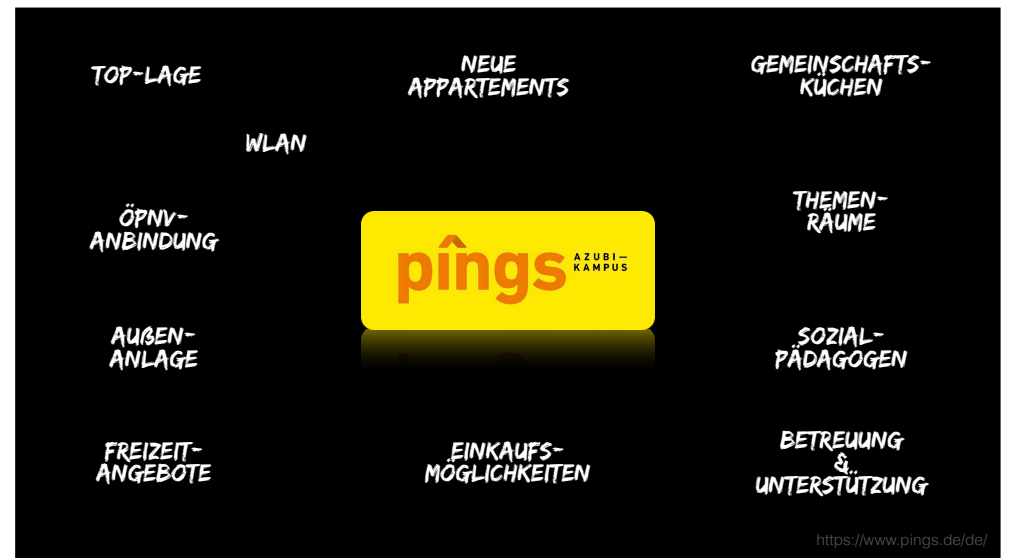 TOP-LAGE
NEUE
APPARTEMENTS
GEMEINSCHAFTS-
KÜCHEN
WLAN
ÖPNV-
ANBINDUNG
THEMEN-
RÄUME
pîngs
AZUBI–
KAMPUS
AUßEN-
ANLAGE
SOZIAL-
PÄDAGOGEN
FREIZEIT-
ANGEBOTE
EINKAUFS-
MÖGLICHKEITEN
BETREUUNG
&
UNTERSTÜTZUNG
https://www.pings.de/de/